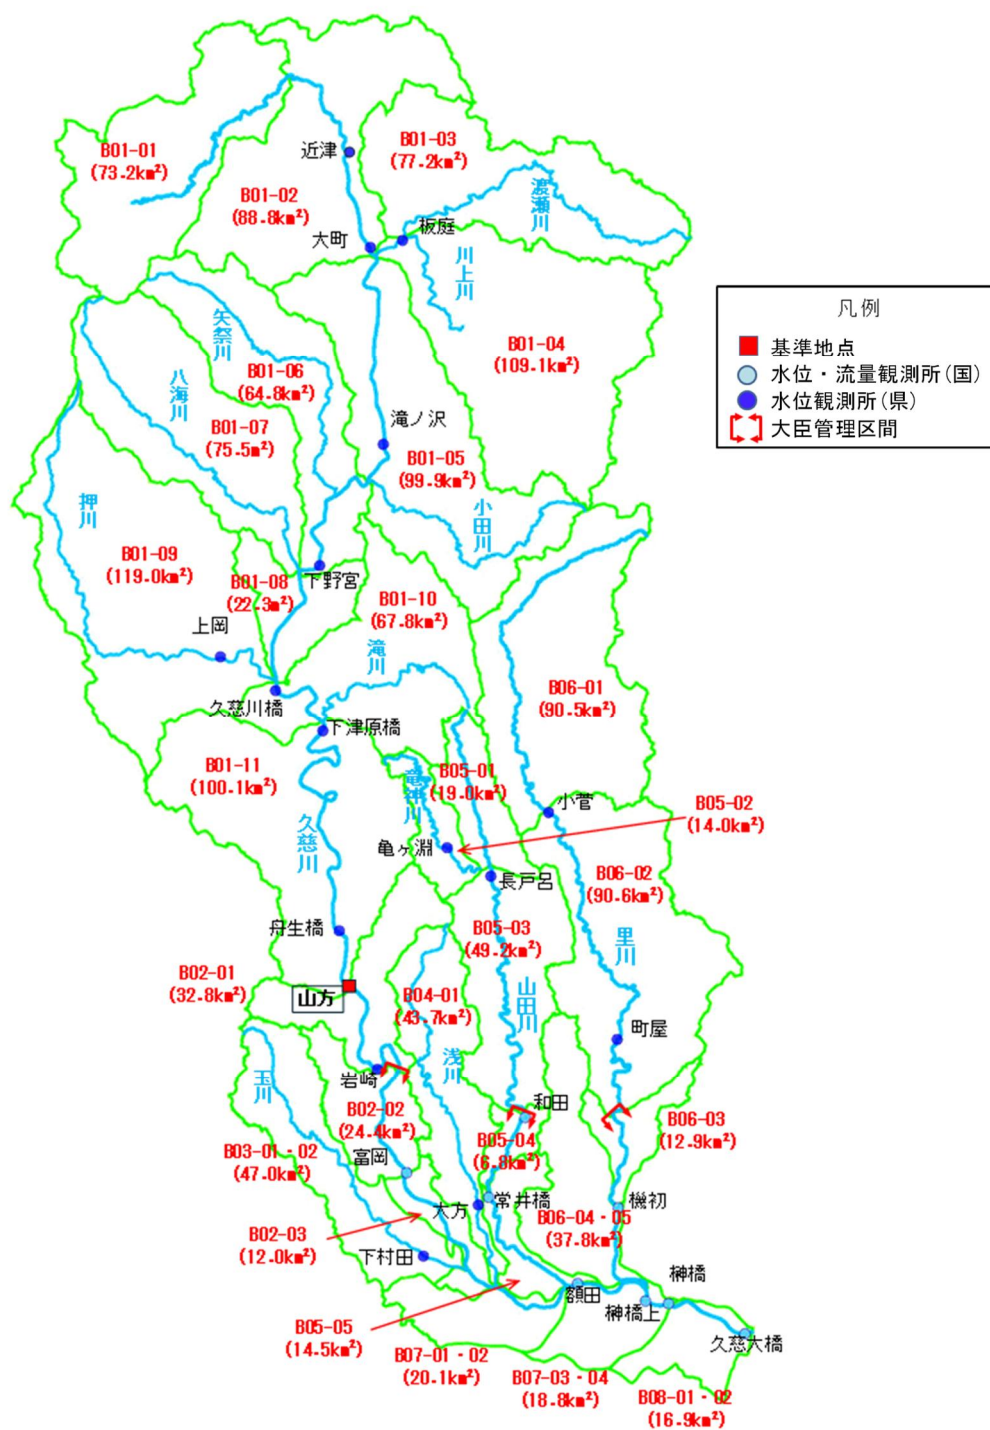 B01-01
(73.2km²)
近津
B01-03
(77.2km²)
渡瀬川
B01-02
(88.8km²)
大町
板庭
川上川
凡例
基準地点
水位・流量観測所(国)
水位観測所(県)
大臣管理区間
矢祭川
B01-04
(109.1km²)
八海川
B01-06
(64.8km²)
B01-07
(75.5m²)
滝ノ沢
B01-05
(99.9km²)
押川
小田川
B01-09
(119.0km²)
B01-08
(22.3m²)
下野宮
B01-10
(67.8km²)
上岡
滝川
久慈川橋
下津原橋
B06-01
(90.5km²)
B01-11
(100.1km²)
竜神川
B05-01
(19.0km²)
小菅
B05-02
(14.0km²)
久慈川
亀ヶ淵
長戸呂
B06-02
(90.6km²)
舟生橋
B05-03
(49.2km²)
里川
B02-01
(32.8km²)
山方
B04-01
(43.7km²)
山田川
町屋
玉川
岩崎
浅川
和田
B02-02
(24.4km²)
B05-04
(6.8km²)
B06-03
(12.9km²)
B03-01・02
(47.0km²)
富岡
常井橋
機初
大方
B06-04・05
(37.8km²)
B02-03
(12.0km²)
下村田
額田
榊橋上
榊橋
久慈大橋
B05-05
(14.5km²)
B07-01・02
(20.1km²)
B07-03・04
(18.8km²)
B08-01・02
(16.9km²)